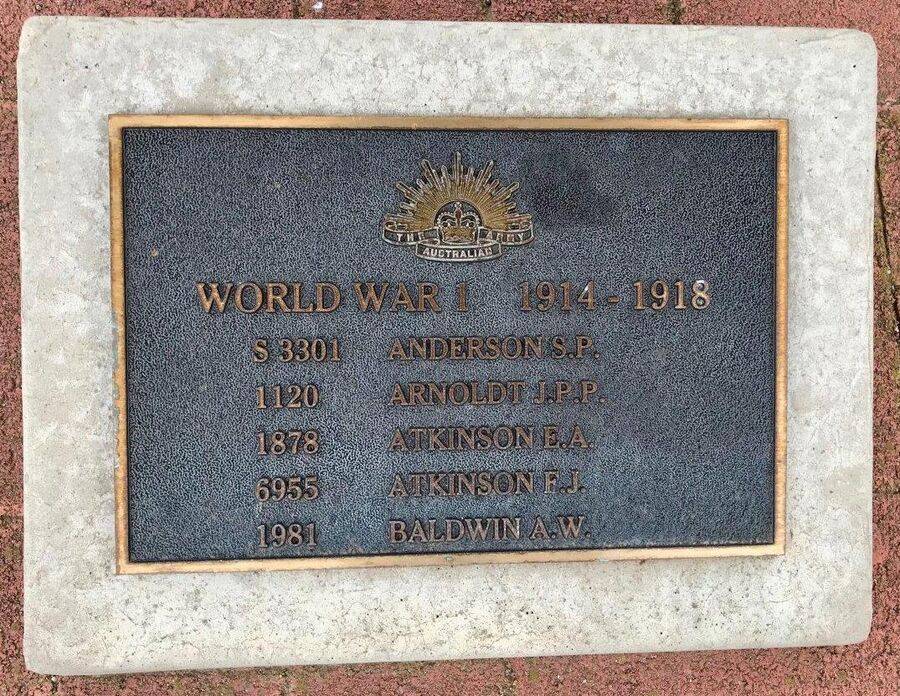 THE AUSTRALIAN ARMY
WORLD WAR 1 1914 - 1918
S 3301 ANDERSON S.P.
1120 ARNOLDT J.P.P.
1878 ATKINSON E.A.
6955 ATKINSON F.J.
1981 BALDWIN A.W.